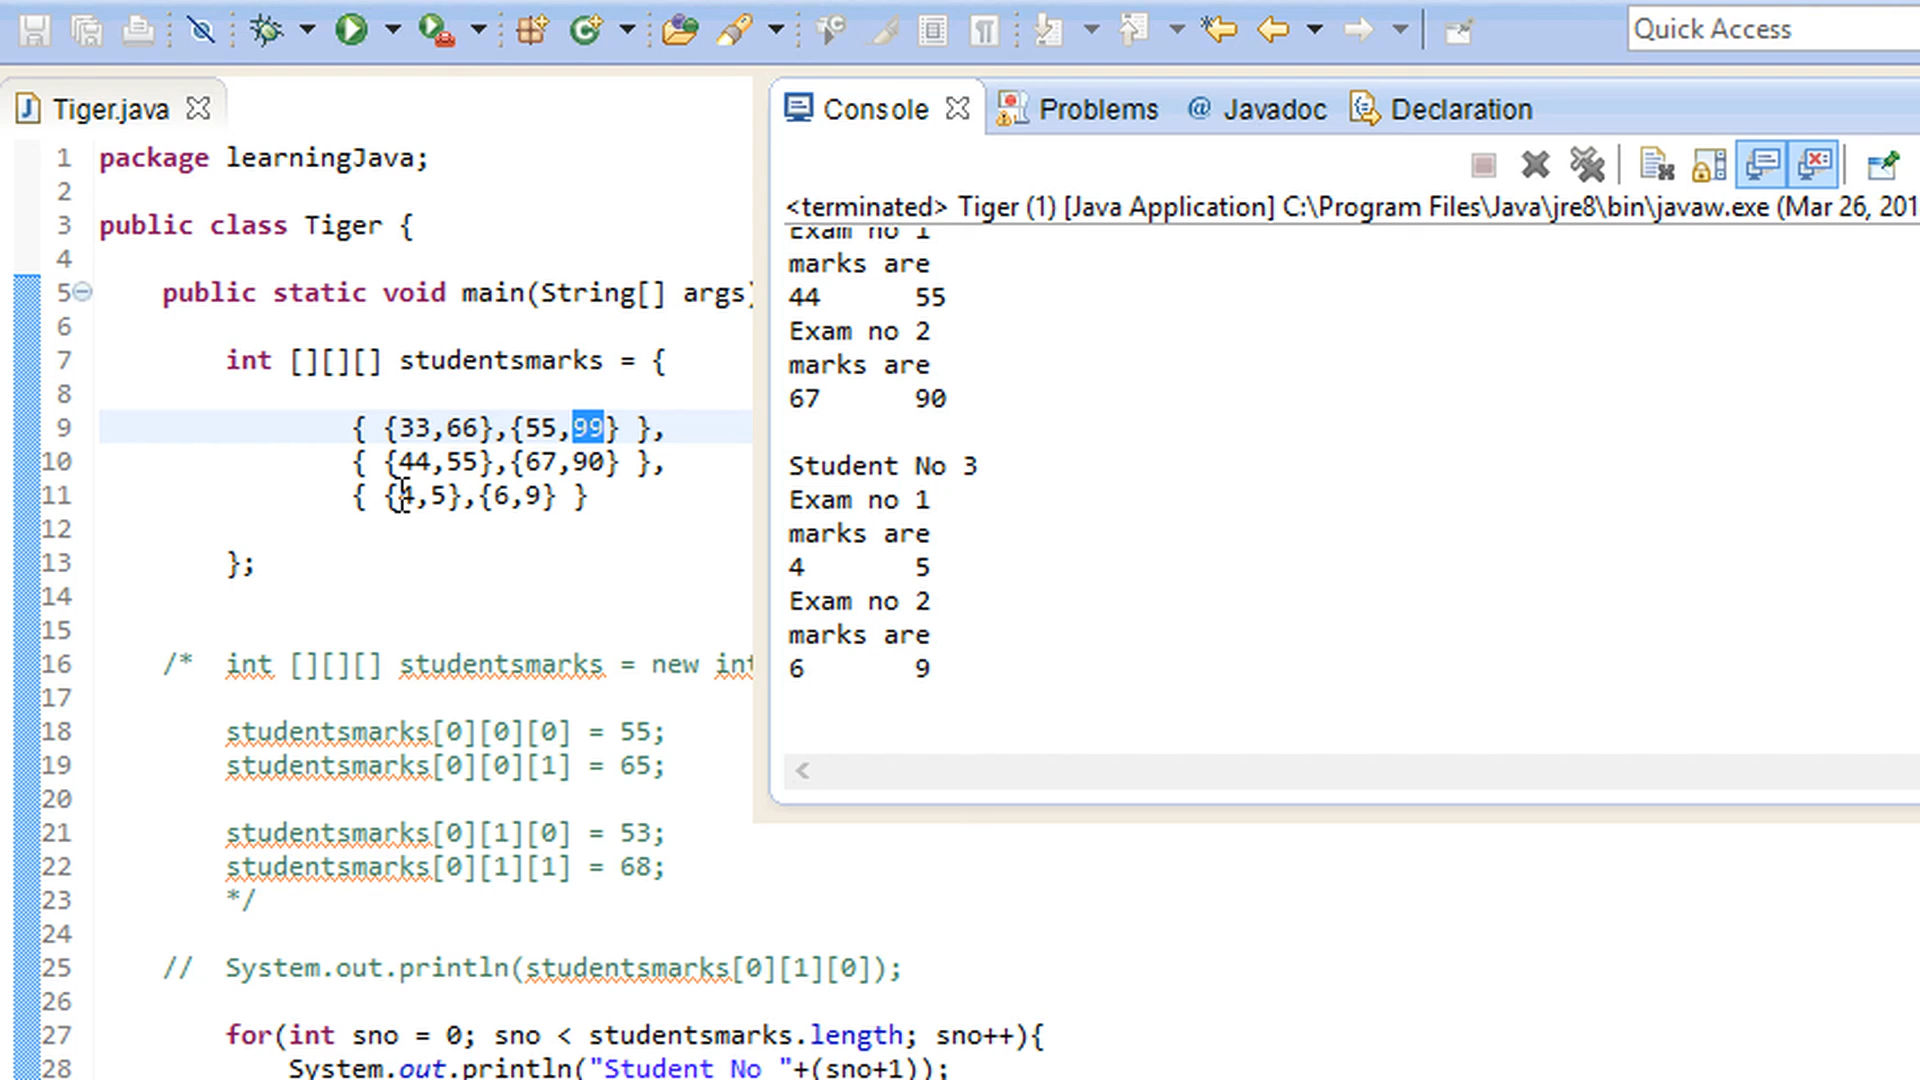 Quick Access
Tiger.java
1 package learningJava;
2
3 public class Tiger {
4
5 public static void main(String[] args)
6
7 int [][][] studentsmarks = {
8
9 { {33,66},{55,99} },
10 { {44,55},{67,90} },
11 { {4,5},{6,9} }
12
13 };
14
15
16 /* int [][][] studentsmarks = new int
17
18 studentsmarks[0][0][0] = 55;
19 studentsmarks[0][0][1] = 65;
20
21 studentsmarks[0][1][0] = 53;
22 studentsmarks[0][1][1] = 68;
23 */
24
25 // System.out.println(studentsmarks[0][1][0]);
26
27 for(int sno = 0; sno < studentsmarks.length; sno++){
28 System.out.println("Student No "+(sno+1));
Console Problems @ Javadoc Declaration
<terminated> Tiger (1) [Java Application] C:\Program Files\Java\jre8\bin\javaw.exe (Mar 26, 201
Exam no 1
marks are
44 55
Exam no 2
marks are
67 90
Student No 3
Exam no 1
marks are
4 5
Exam no 2
marks are
6 9